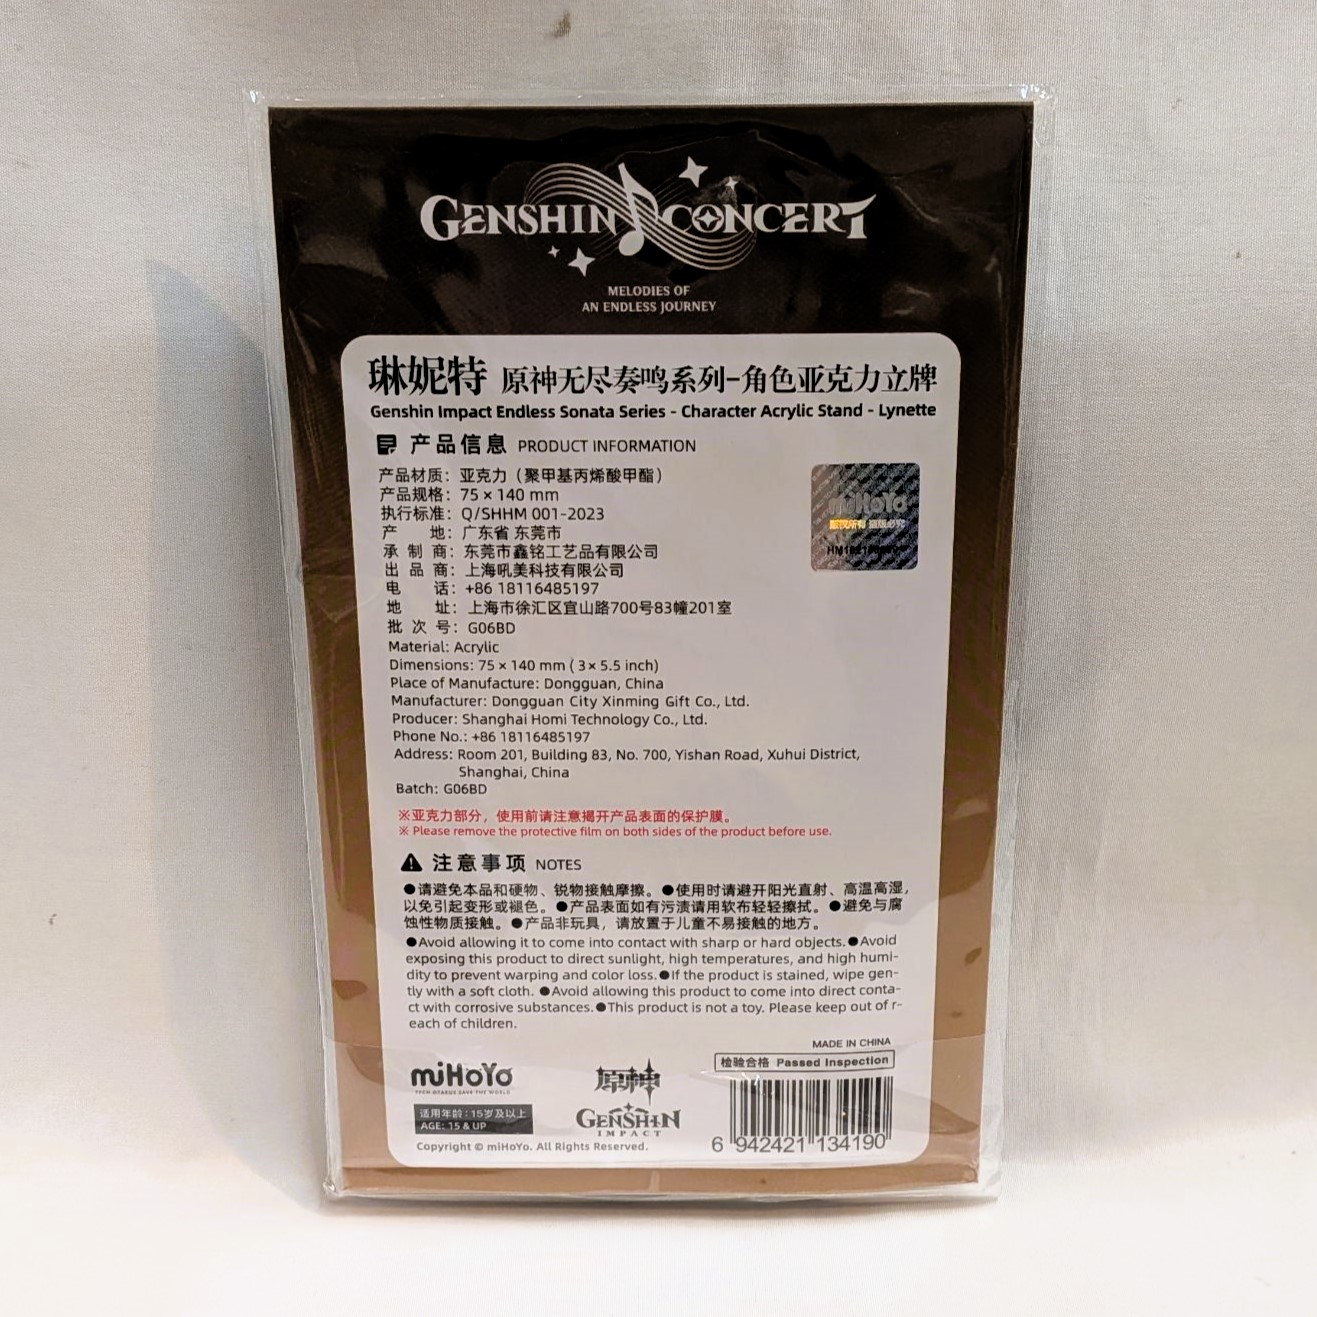 GENSHIN CONCERT
MELODIES OF
AN ENDLESS JOURNEY
琳妮特 原神无尽奏鸣系列-角色亚克力立牌
Genshin Impact Endless Sonata Series - Character Acrylic Stand - Lynette
产品信息 PRODUCT INFORMATION
产品材质：亚克力（聚甲基丙烯酸甲酯）
产品规格：75 × 140 mm
执行标准：Q/SHHM 001-2023
产 地：广东省 东莞市
承 制 商：东莞市鑫铭工艺品有限公司
出 品 商：上海吼美科技有限公司
电 话：+86 18116485197
地 址：上海市徐汇区宜山路700号83幢201室
批 次 号：G06BD
miHoYo
版权所有 盗版必究
Material: Acrylic
Dimensions: 75 × 140 mm ( 3 × 5.5 inch)
Place of Manufacture: Dongguan, China
Manufacturer: Dongguan City Xinming Gift Co., Ltd.
Producer: Shanghai Homi Technology Co., Ltd.
Phone No.: +86 18116485197
Address: Room 201, Building 83, No. 700, Yishan Road, Xuhui District,
Shanghai, China
Batch: G06BD
※亚克力部分，使用前请注意揭开产品表面的保护膜。
※ Please remove the protective film on both sides of the product before use.
注意事项 NOTES
●请避免本品和硬物、锐物接触摩擦。●使用时请避开阳光直射、高温高湿，
以免引起变形或褪色。●产品表面如有污渍请用软布轻轻擦拭。●避免与腐
蚀性物质接触。●产品非玩具，请放置于儿童不易接触的地方。
●Avoid allowing it to come into contact with sharp or hard objects.●Avoid
exposing this product to direct sunlight, high temperatures, and high humi-
dity to prevent warping and color loss.●If the product is stained, wipe gen-
tly with a soft cloth. ●Avoid allowing this product to come into direct conta-
ct with corrosive substances.●This product is not a toy. Please keep out of r-
each of children.
MADE IN CHINA
检验合格 Passed Inspection
miHoYo
TECH OTAKUS SAVE THE WORLD
原神
GENSHIN
IMPACT
适用年龄：15岁及以上
AGE: 15 & UP
Copyright © miHoYo. All Rights Reserved.
6 942421 134190